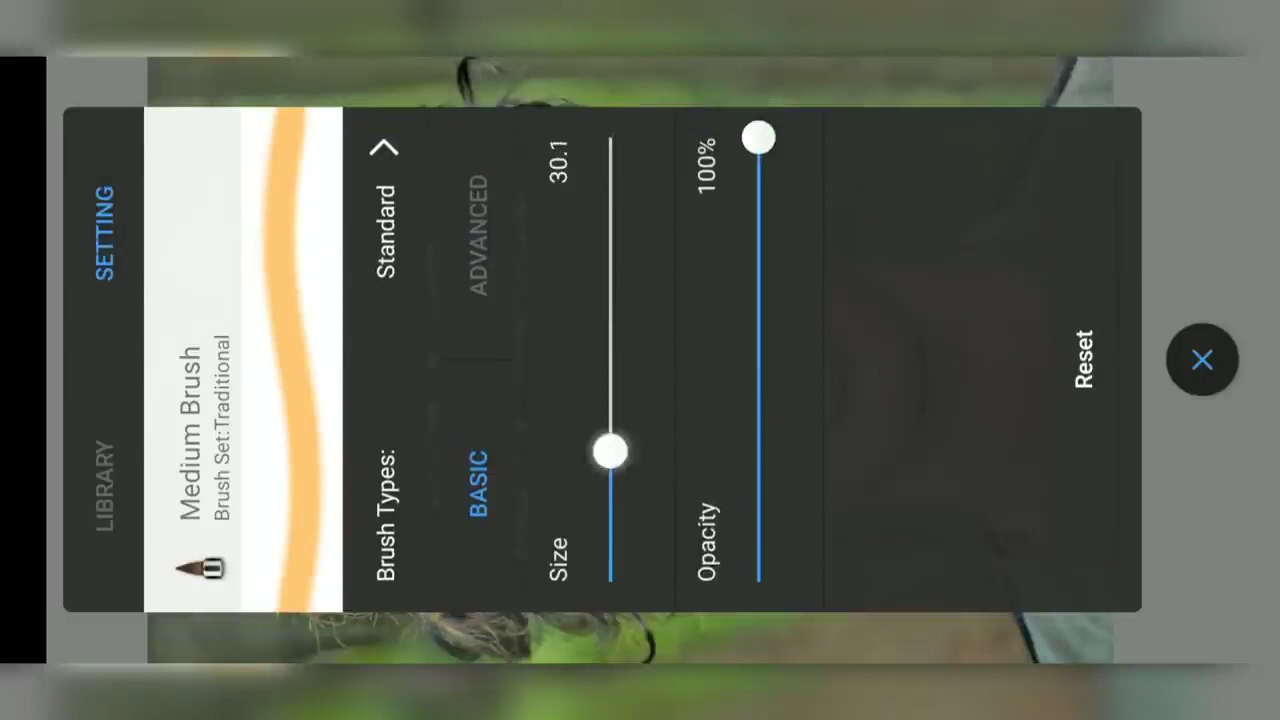 LIBRARY SETTING
Medium Brush
Brush Set:Traditional
Brush Types: Standard
BASIC ADVANCED
Size 30.1
Opacity 100%
Reset